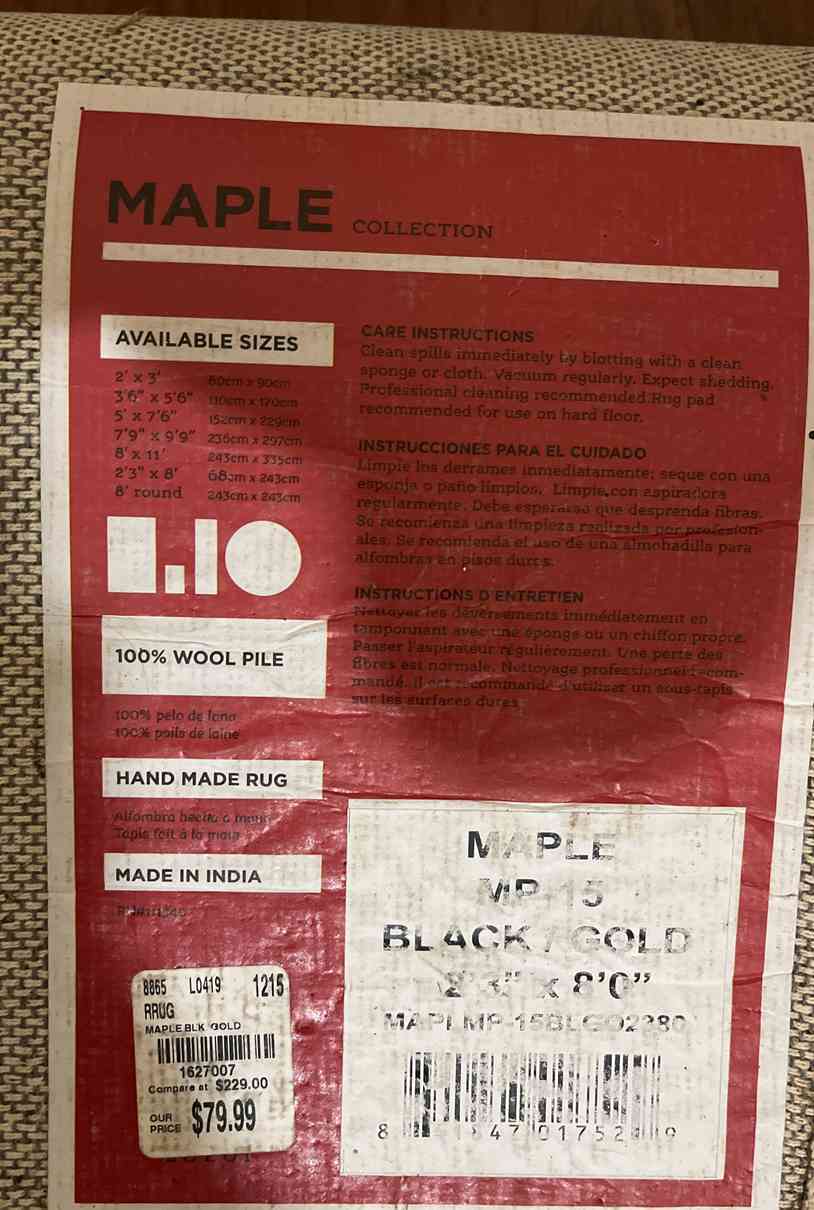 MAPLE COLLECTION
AVAILABLE SIZES
2' x 3' 60cm x 90cm
3'6" x 5'6" 110cm x 170cm
5' x 7'6" 152cm x 229cm
7'9" x 9'9" 236cm x 297cm
8' x 11' 243cm x 335cm
2'3" x 8' 68cm x 243cm
8' round 243cm x 243cm
100% WOOL PILE
100% pelo de lana
100% poils de laine
HAND MADE RUG
Alfombra hecha a mano
Tapis fait à la main
MADE IN INDIA
CARE INSTRUCTIONS
Clean spills immediately by blotting with a clean
sponge or cloth. Vacuum regularly. Expect shedding.
Professional cleaning recommended.Rug pad
recommended for use on hard floor.
INSTRUCCIONES PARA EL CUIDADO
Limpie los derrames inmediatamente; seque con una
esponja o paño limpios. Limpie con aspiradora
regularmente. Debe esperarse que desprenda fibras.
Se recomienza una limpieza realizada por profesion-
ales. Se recomienda el uso de una almohadilla para
alfombras en pisos duros.
INSTRUCTIONS D'ENTRETIEN
Nettoyer les déversements immédiatement en
tamponnant avec une éponge ou un chiffon propre.
Passer l'aspirateur régulièrement. Une perte des
fibres est normale. Nettoyage professionnel recom-
mandé. Il est recommandé d'utiliser un sous-tapis
sur les surfaces dures
MAPLE
MP-15
BLACK / GOLD
2'3" x 8'0"
8865 L0419 1215
RRUG
MAPLE BLK GOLD
1627007
Compare at $229.00
OUR
PRICE $79.99